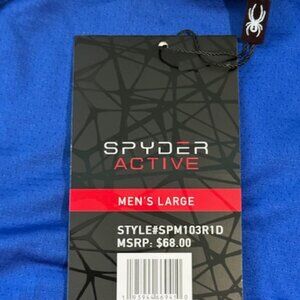 SPYDER
ACTIVE
MEN'S LARGE
STYLE#SPM103R1D
MSRP: $68.00